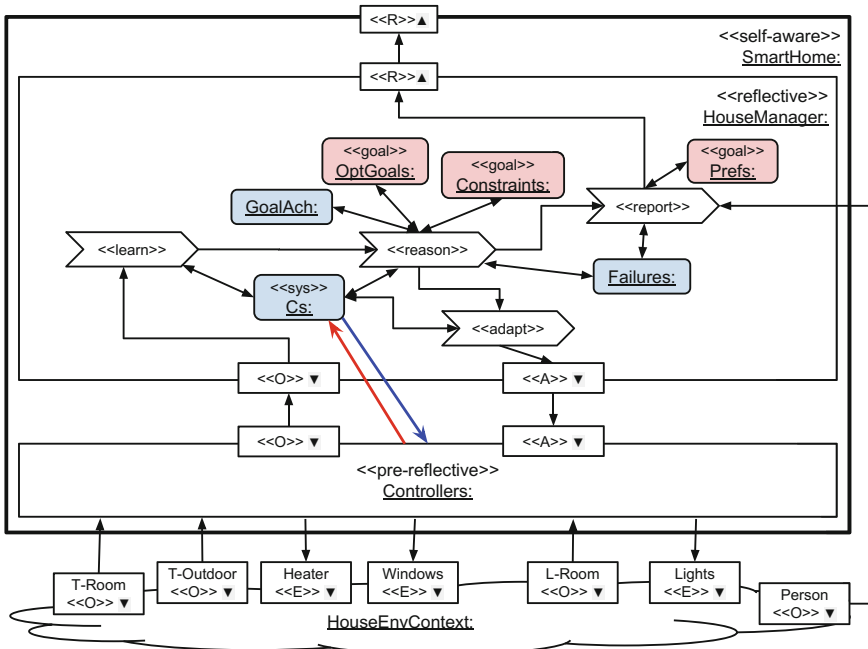 <<R>>▲
<<self-aware>>
SmartHome:
<<R>>▲
<<reflective>>
HouseManager:
<<goal>>
OptGoals:
<<goal>>
Constraints:
<<goal>>
Prefs:
GoalAch:
<<report>>
<<learn>>
<<reason>>
<<sys>>
Cs:
Failures:
<<adapt>>
<<O>> ▼
<<A>> ▼
<<O>> ▼
<<A>> ▼
<<pre-reflective>>
Controllers:
T-Room
<<O>> ▼
T-Outdoor
<<O>> ▼
Heater
<<E>> ▼
Windows
<<E>> ▼
L-Room
<<O>> ▼
Lights
<<E>> ▼
Person
<<O>> ▼
HouseEnvContext: